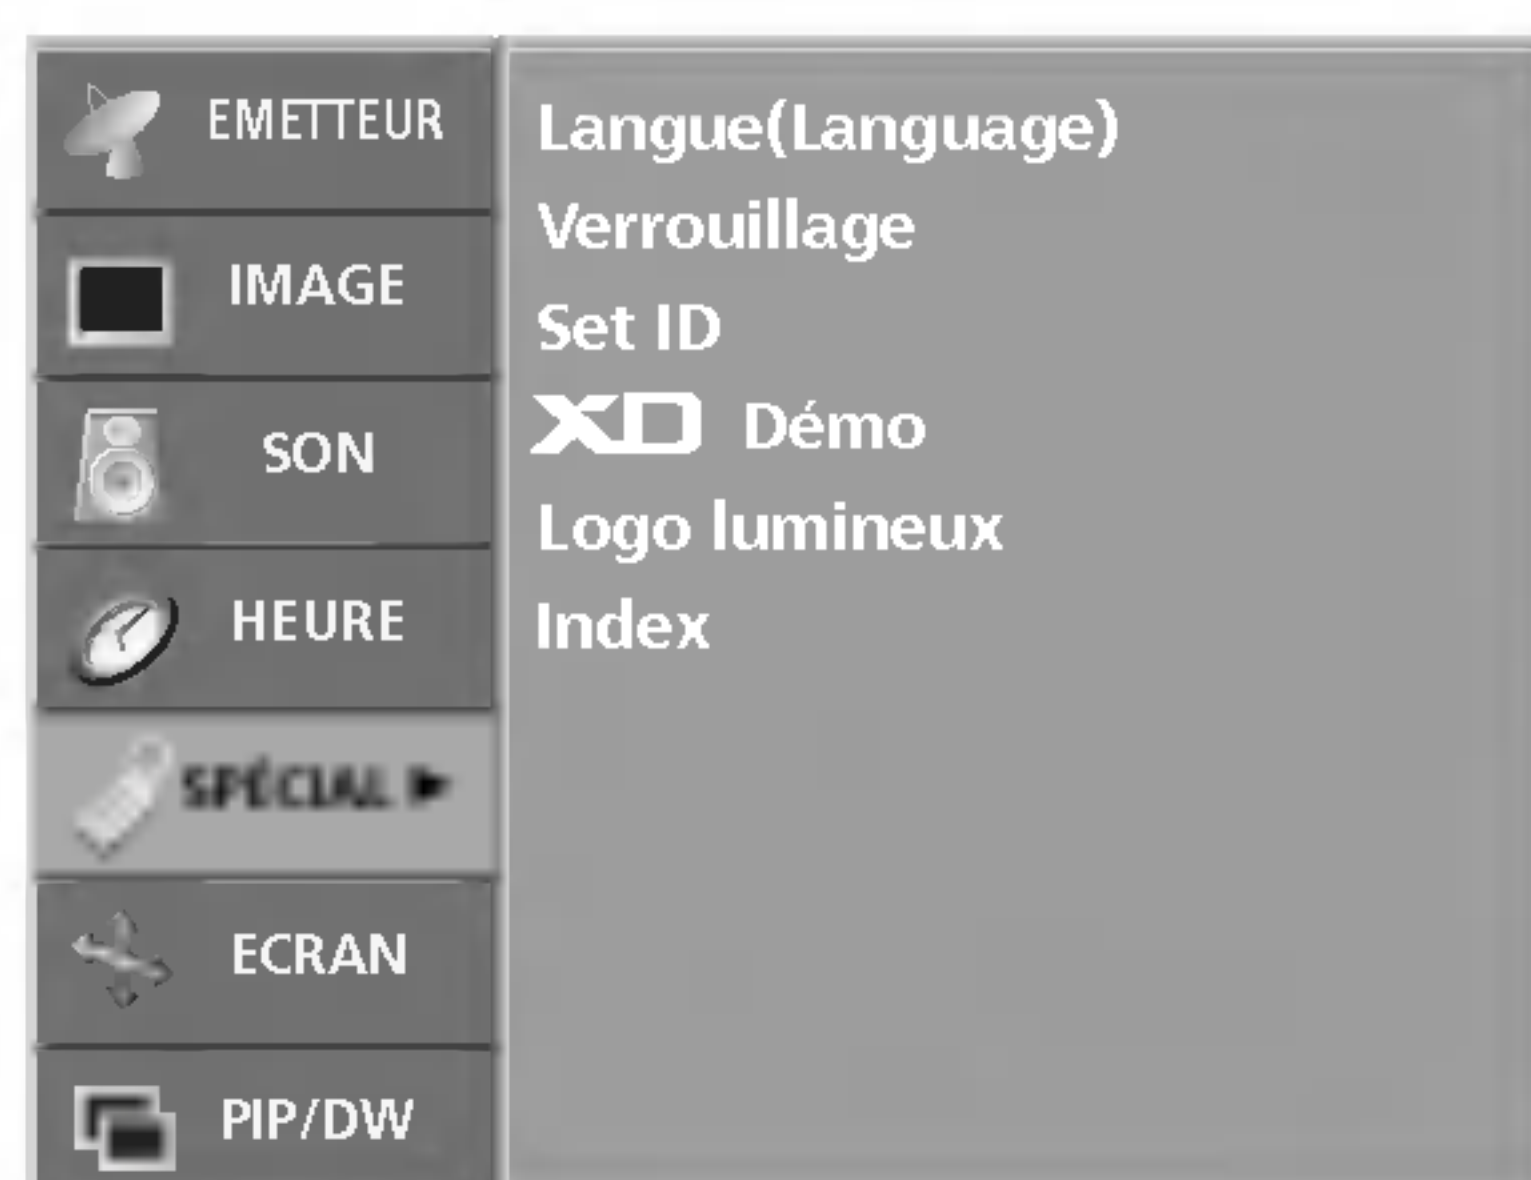 EMETTEUR
IMAGE
SON
HEURE
SPÉCIAL ►
ECRAN
PIP/DW
Langue(Language)
Verrouillage
Set ID
XD Démo
Logo lumineux
Index